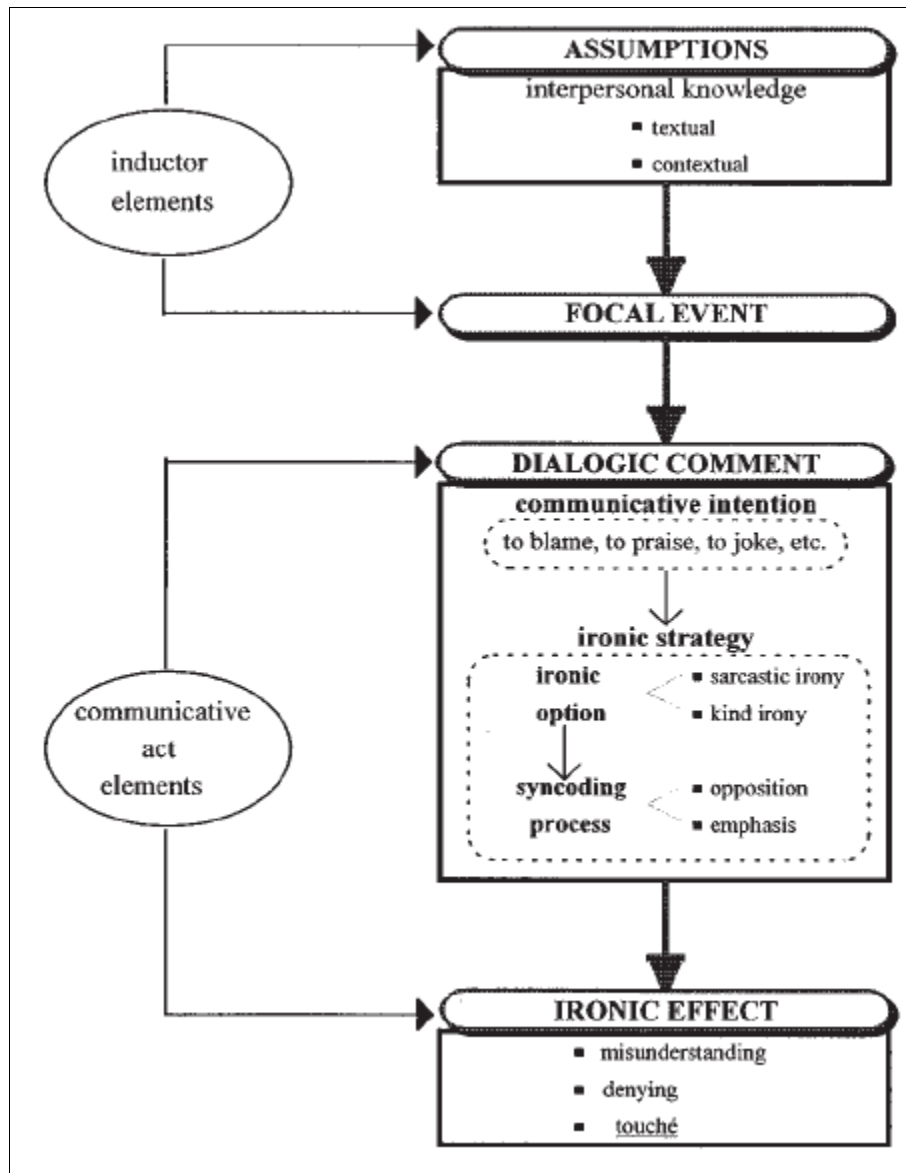 ASSUMPTIONS
interpersonal knowledge
▪ textual
▪ contextual
inductor
elements
FOCAL EVENT
DIALOGIC COMMENT
communicative intention
to blame, to praise, to joke, etc.
ironic strategy
ironic
option
▪ sarcastic irony
▪ kind irony
syncoding
process
▪ opposition
▪ emphasis
communicative
act
elements
IRONIC EFFECT
▪ misunderstanding
▪ denying
▪ touché